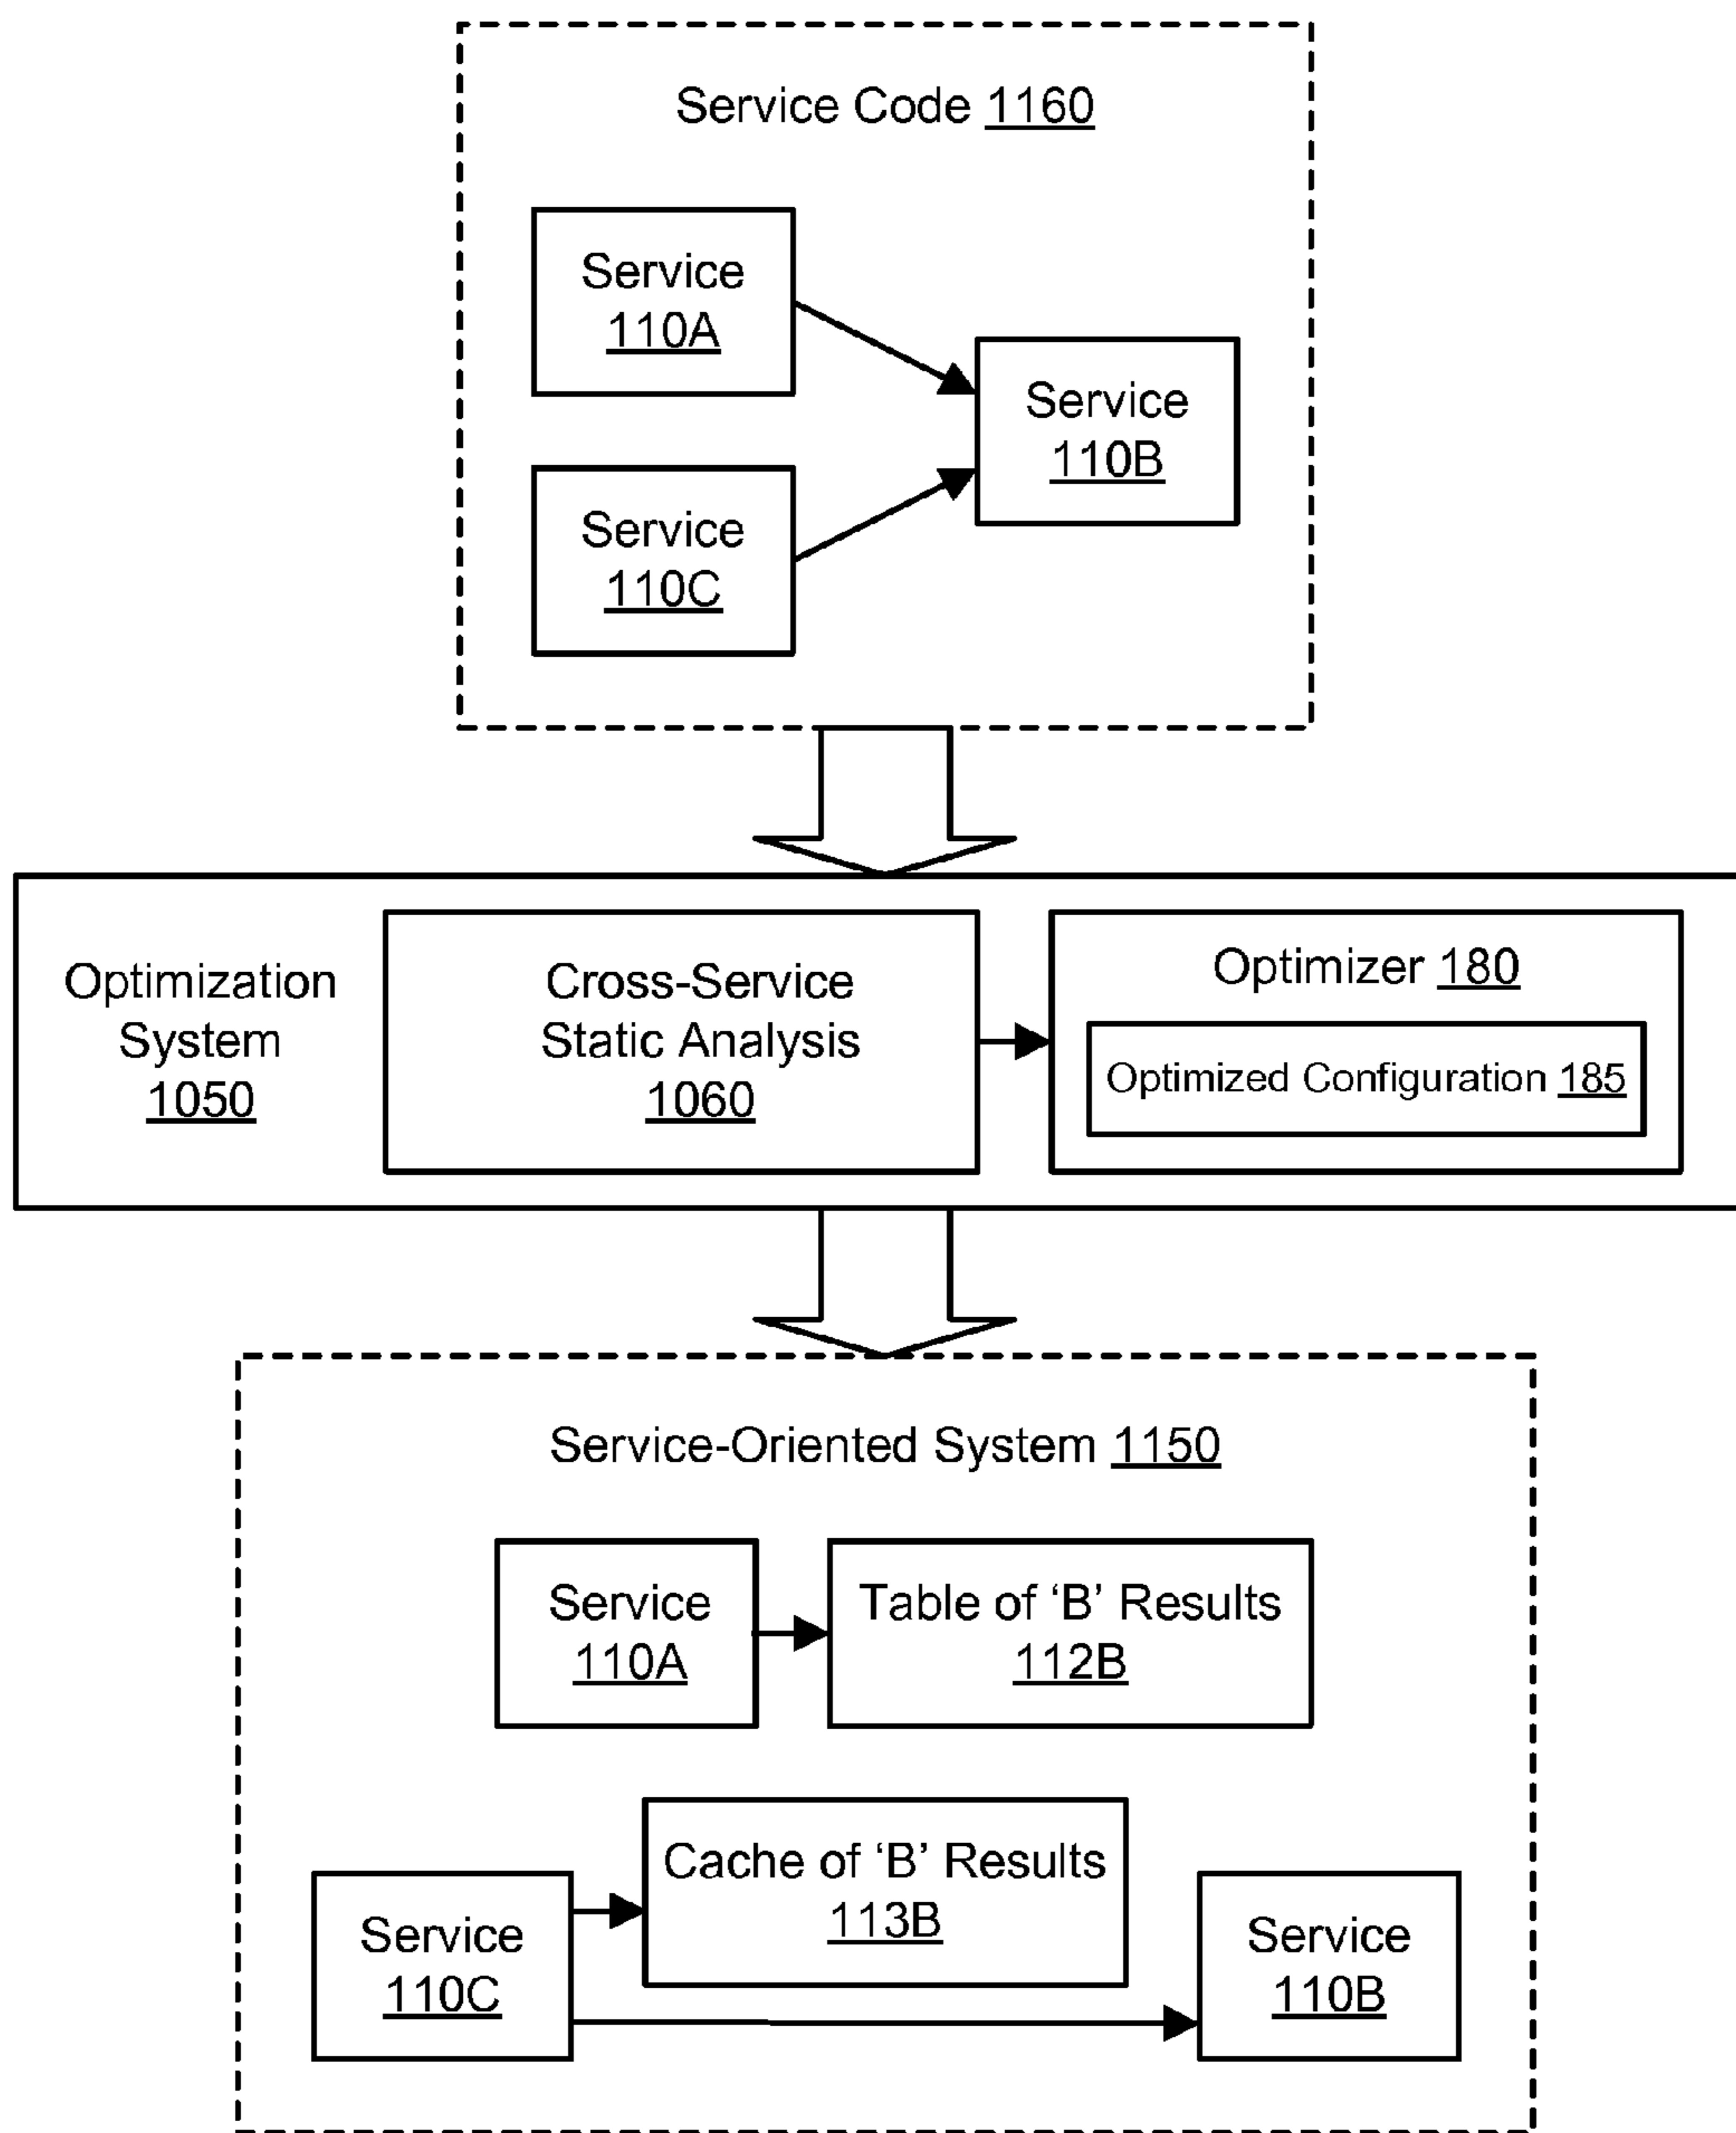 Service Code 1160
Service
110A
Service
110B
Service
110C
Optimization
System
1050
Cross-Service
Static Analysis
1060
Optimizer 180
Optimized Configuration 185
Service-Oriented System 1150
Service
110A
Table of ‘B’ Results
112B
Cache of ‘B’ Results
113B
Service
110C
Service
110B